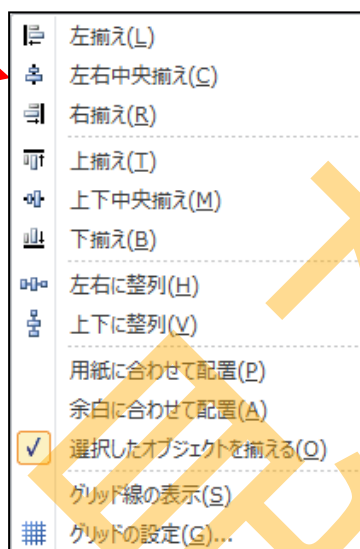 左揃え(L)
左右中央揃え(C)
右揃え(R)
上揃え(T)
上下中央揃え(M)
下揃え(B)
左右に整列(H)
上下に整列(V)
用紙に合わせて配置(P)
余白に合わせて配置(A)
選択したオブジェクトを揃える(O)
グリッド線の表示(S)
グリッドの設定(G)...